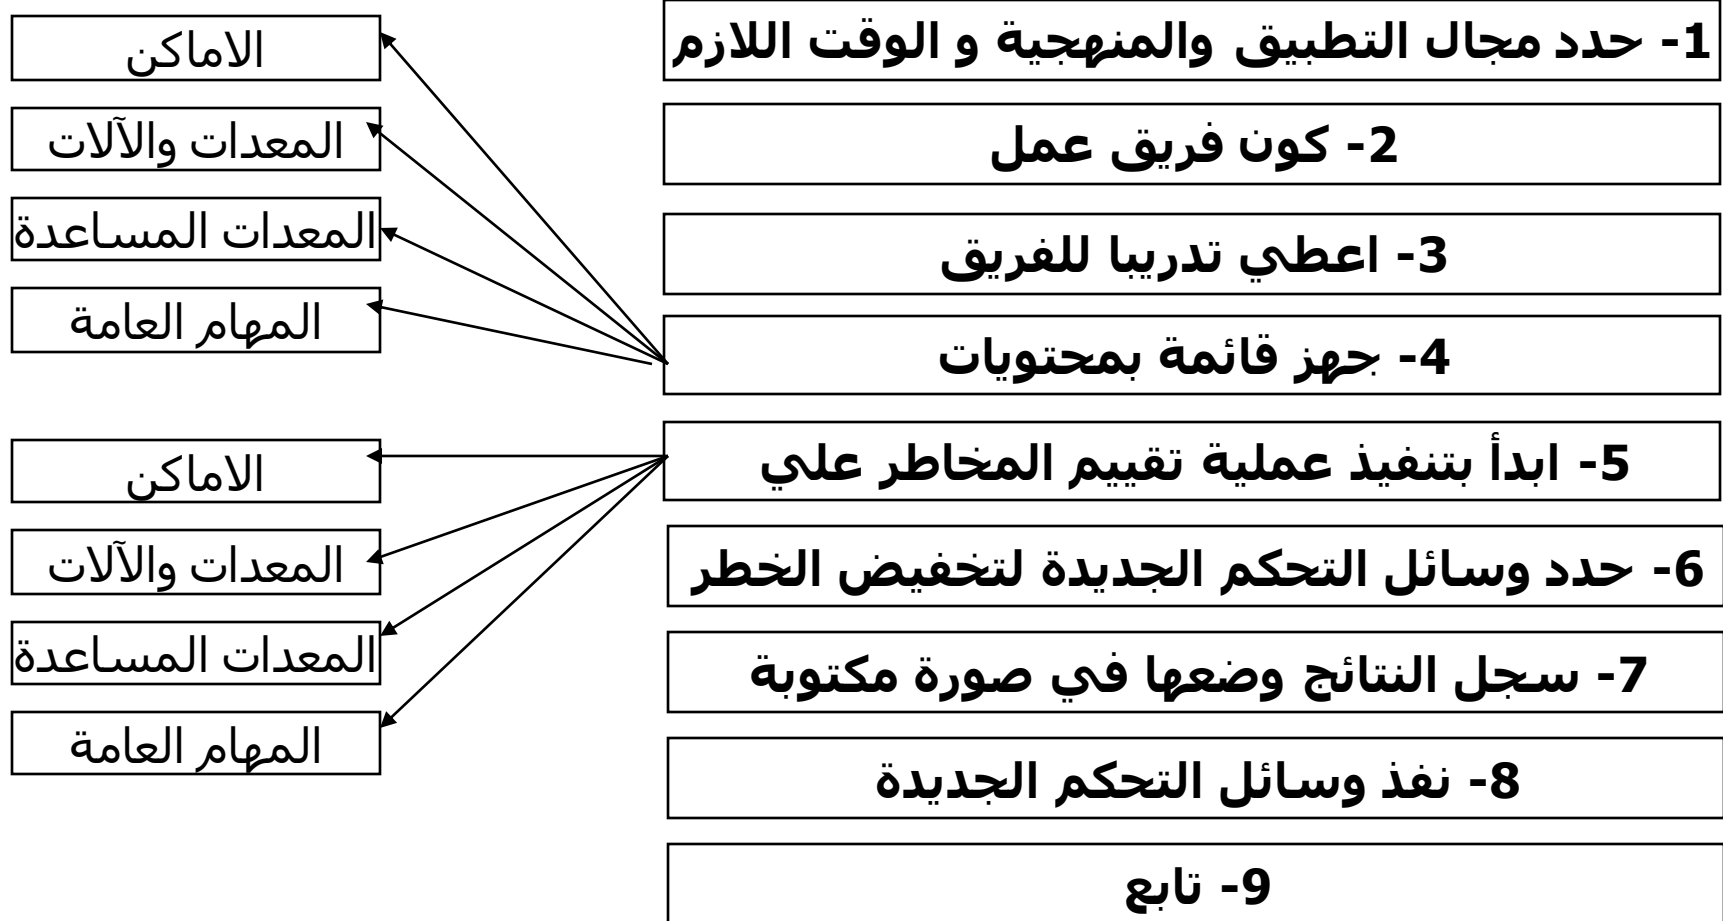 1- حدد مجال التطبيق والمنهجية و الوقت اللازم
2- كون فريق عمل
3- اعطي تدريبا للفريق
4- جهز قائمة بمحتويات
الاماكن
المعدات والآلات
المعدات المساعدة
المهام العامة
5- ابدأ بتنفيذ عملية تقييم المخاطر علي
الاماكن
المعدات والآلات
المعدات المساعدة
المهام العامة
6- حدد وسائل التحكم الجديدة لتخفيض الخطر
7- سجل النتائج وضعها في صورة مكتوبة
8- نفذ وسائل التحكم الجديدة
9- تابع